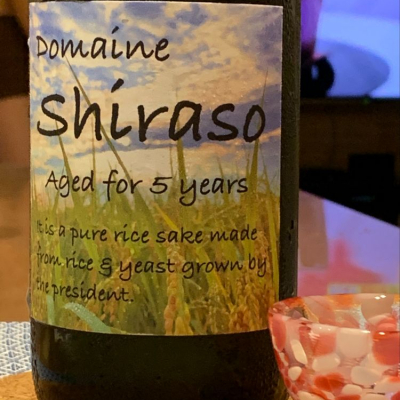 Domaine
Shiraso
Aged for 5 years
It is a pure rice sake made
from rice & yeast grown by
the president.